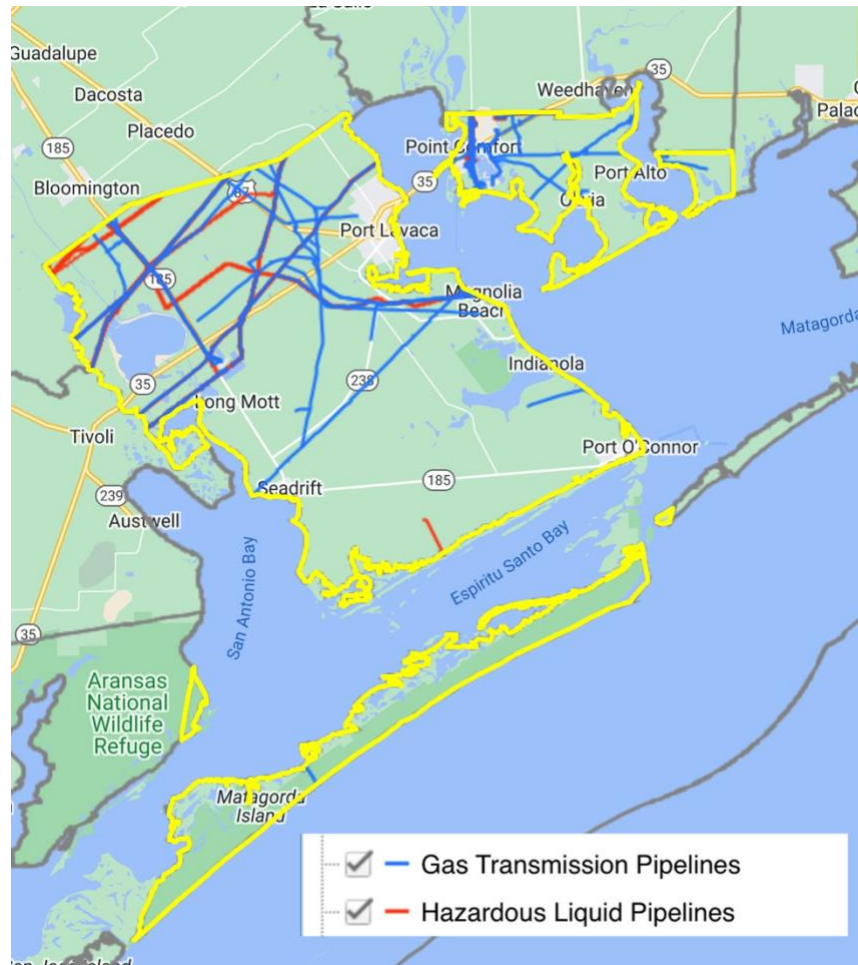 Guadalupe
Dacosta
Placedo
185
Bloomington
Weedhaven
35
Point Comfort
35
Port Alto
Olivia
87
Port Lavaca
185
Magnolia
Beach
Matagorda
Indianola
238
35
Long Mott
Tivoli
Port O'Connor
239
Seadrift
185
Austwell
Espiritu Santo Bay
San Antonio Bay
35
Aransas
National
Wildlife
Refuge
Matagorda
Island
Gas Transmission Pipelines
Hazardous Liquid Pipelines